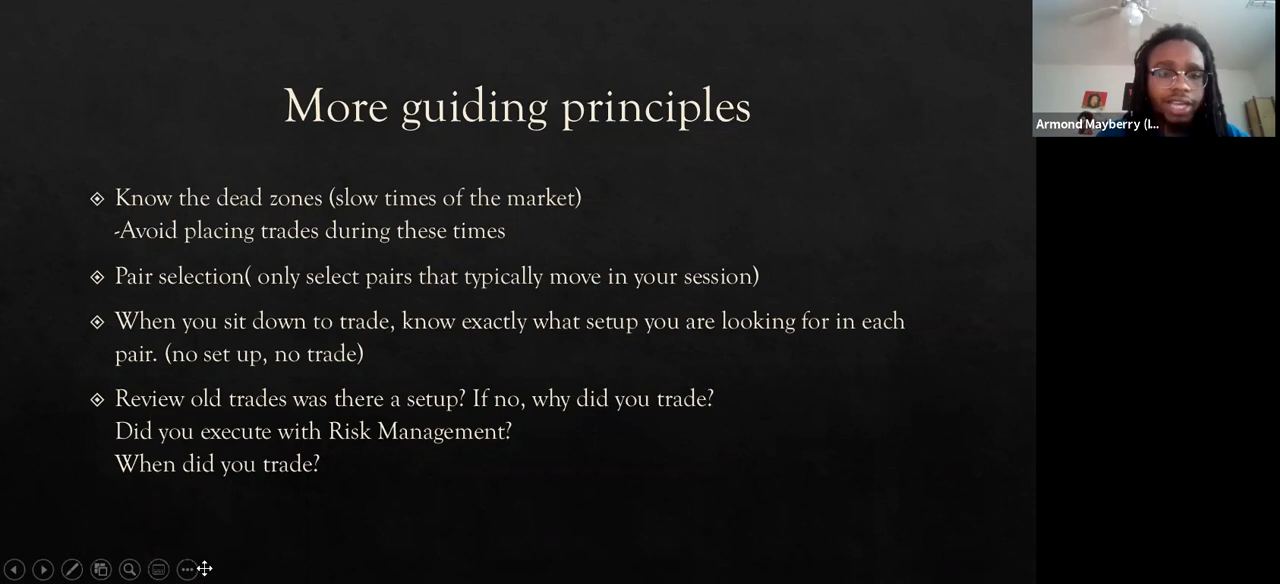 More guiding principles
Know the dead zones (slow times of the market)
-Avoid placing trades during these times
Pair selection( only select pairs that typically move in your session)
When you sit down to trade, know exactly what setup you are looking for in each
pair. (no set up, no trade)
Review old trades was there a setup? If no, why did you trade?
Did you execute with Risk Management?
When did you trade?
Armond Mayberry (I...